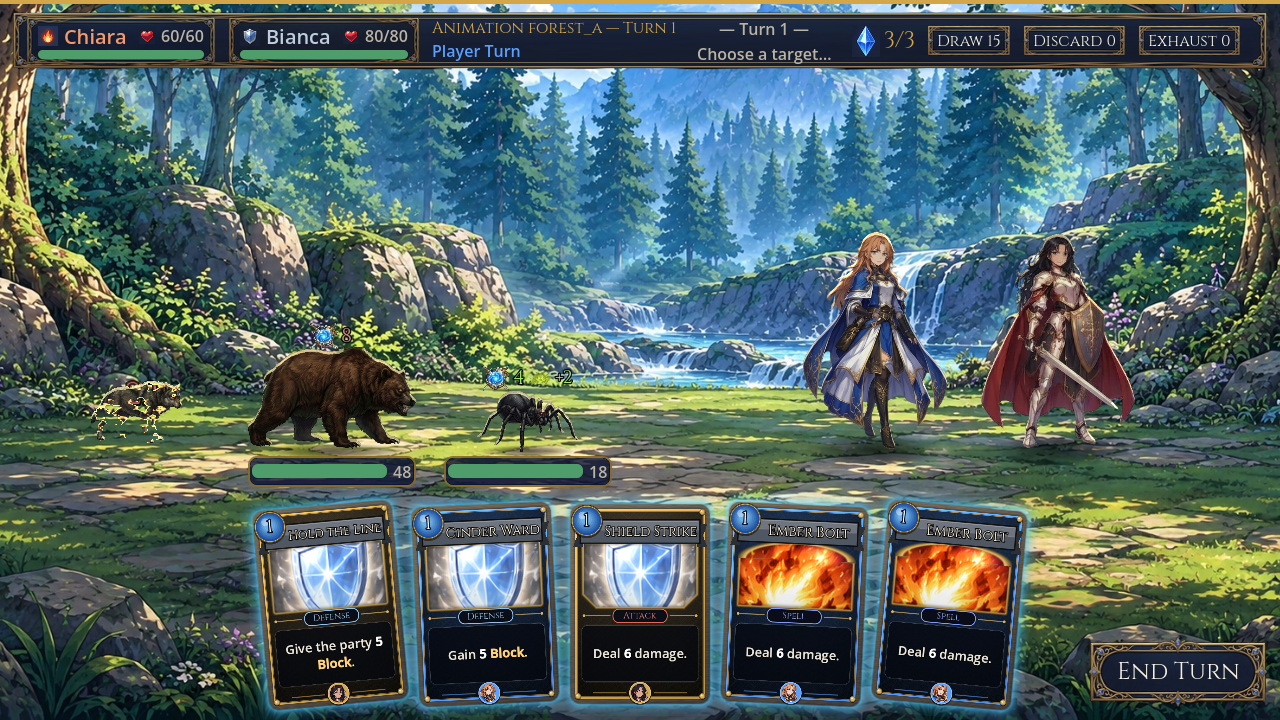 Chiara 60/60
Bianca 80/80
Animation forest_a — Turn 1
Player Turn
— Turn 1 —
Choose a target...
3/3
Draw 15
Discard 0
Exhaust 0
8
4 +2
48
18
1
Hold the Line
Defense
Give the party 5
Block.
1
Cinder Ward
Defense
Gain 5 Block.
1
Shield Strike
Attack
Deal 6 damage.
1
Ember Bolt
Spell
Deal 6 damage.
1
Ember Bolt
Spell
Deal 6 damage.
End Turn